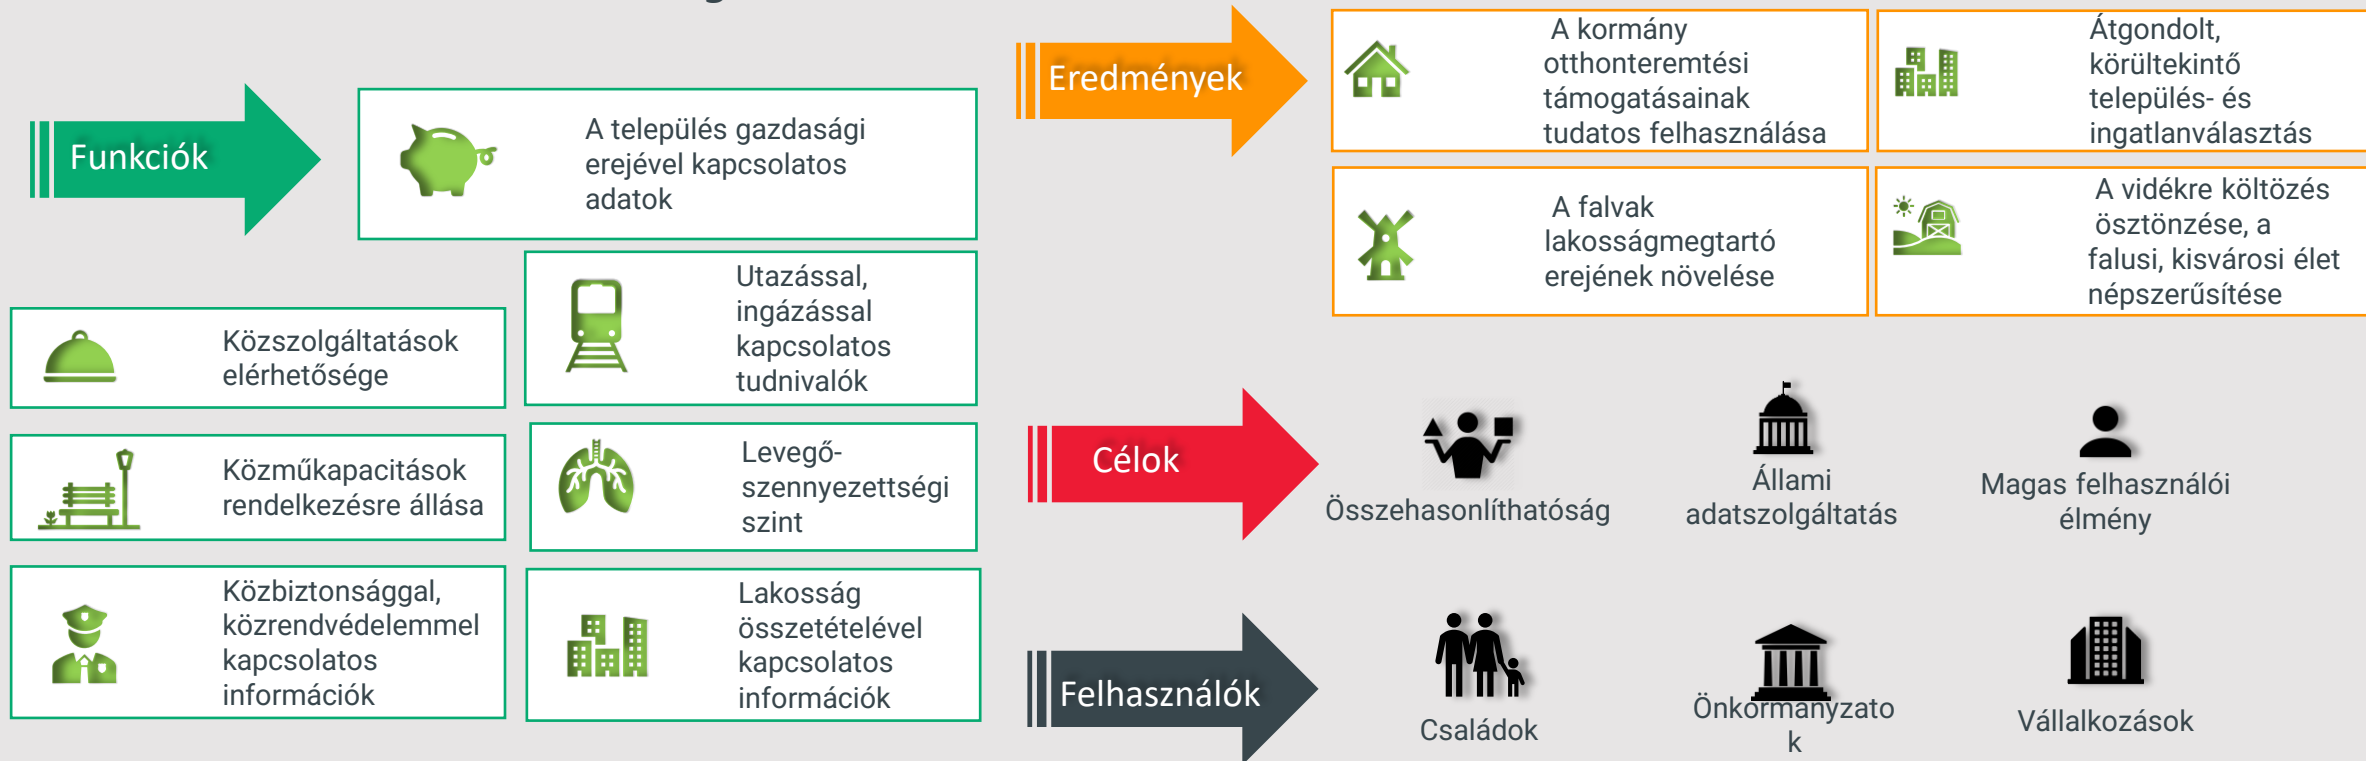 Funkciók
A település gazdasági
erejével kapcsolatos
adatok
Közszolgáltatások
elérhetősége
Utazással,
ingázással
kapcsolatos
tudnivalók
Közműkapacitások
rendelkezésre állása
Levegő-
szennyezettségi
szint
Közbiztonsággal,
közrendvédelemmel
kapcsolatos
információk
Lakosság
összetételével
kapcsolatos
információk
Eredmények
A kormány
otthonteremtési
támogatásainak
tudatos felhasználása
Átgondolt,
körültekintő
település- és
ingatlanválasztás
A falvak
lakosságmegtartó
erejének növelése
A vidékre költözés
ösztönzése, a
falusi, kisvárosi élet
népszerűsítése
Célok
Összehasonlíthatóság
Állami
adatszolgáltatás
Magas felhasználói
élmény
Felhasználók
Családok
Önkormányzato
k
Vállalkozások